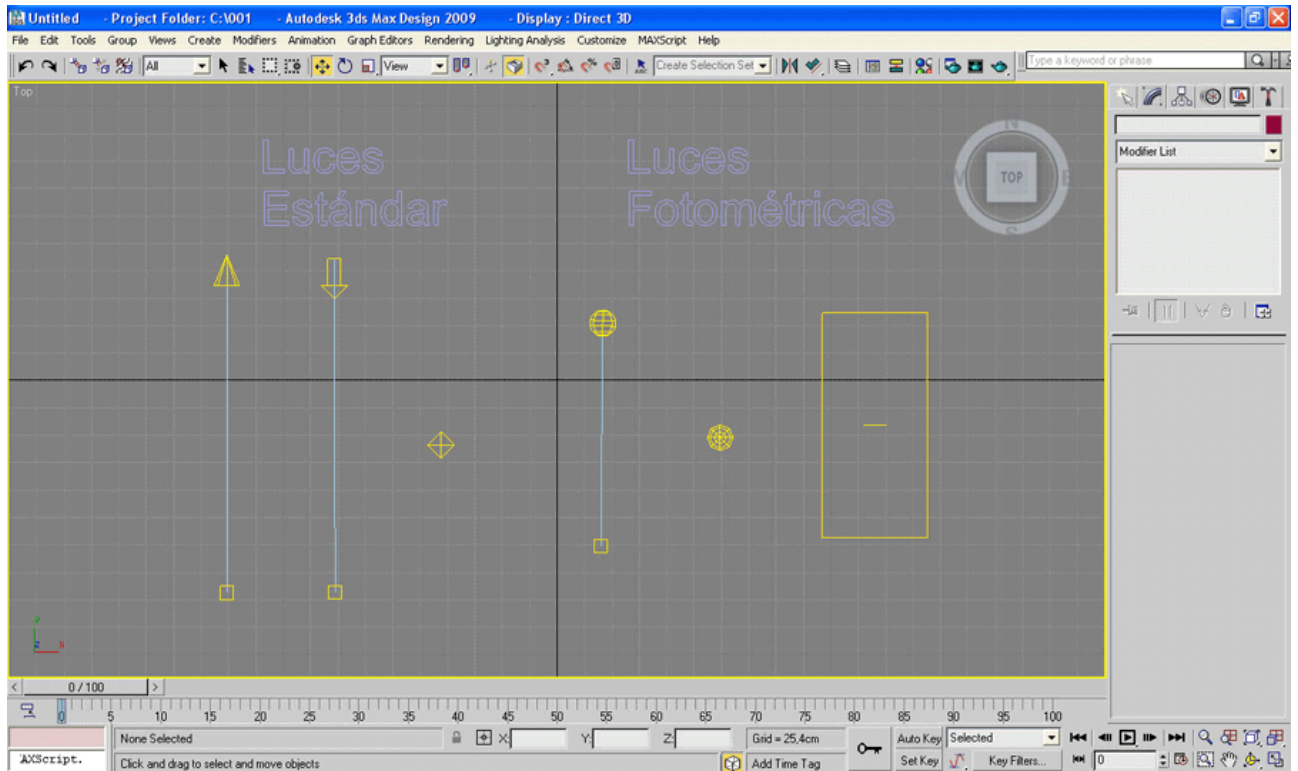 Untitled - Project Folder: C:\001 - Autodesk 3ds Max Design 2009 - Display : Direct 3D
File Edit Tools Group Views Create Modifiers Animation Graph Editors Rendering Lighting Analysis Customize MAXScript Help
All View Create Selection Set Type a keyword or phrase
Top
N
TOP
S
Modifier List
Luces
Estándar
Luces
Fotométricas
y
z x
0 / 100
0 5 10 15 20 25 30 35 40 45 50 55 60 65 70 75 80 85 90 95 100
None Selected X: Y: Z: Grid = 25,4cm Auto Key Selected
'AXScript. Click and drag to select and move objects Add Time Tag Set Key Key Filters... 0